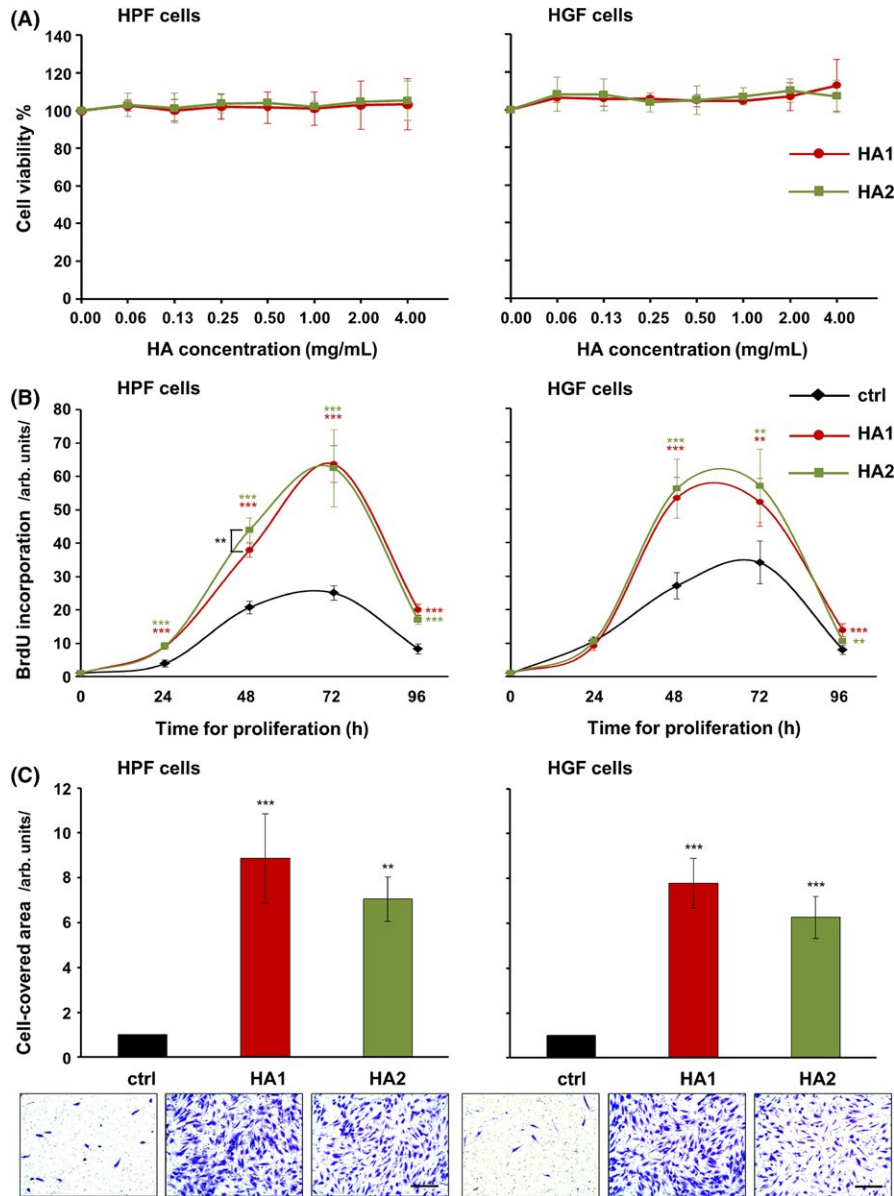 (A)
HPF cells
HGF cells
Cell viability %
140
120
100
80
60
40
20
0
0.00 0.06 0.13 0.25 0.50 1.00 2.00 4.00
0.00 0.06 0.13 0.25 0.50 1.00 2.00 4.00
HA concentration (mg/mL)
HA concentration (mg/mL)
HA1
HA2
(B)
HPF cells
HGF cells
BrdU incorporation /arb. units/
80
70
60
50
40
30
20
10
0
***
***
***
***
**
***
***
***
***
0 24 48 72 96
***
***
**
**
***
**
0 24 48 72 96
Time for proliferation (h)
Time for proliferation (h)
ctrl
HA1
HA2
(C)
HPF cells
HGF cells
Cell-covered area /arb. units/
12
10
8
6
4
2
0
***
**
***
***
ctrl HA1 HA2
ctrl HA1 HA2